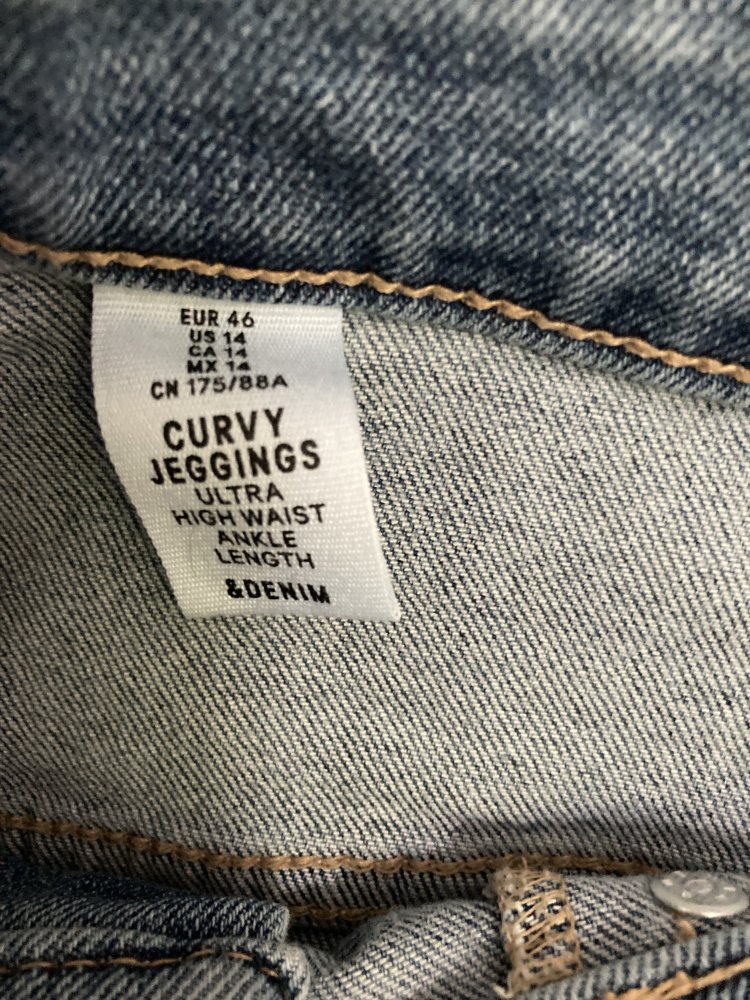 EUR 46
US 14
CA 14
MX 14
CN 175/88A
CURVY
JEGGINGS
ULTRA
HIGH WAIST
ANKLE
LENGTH
&DENIM